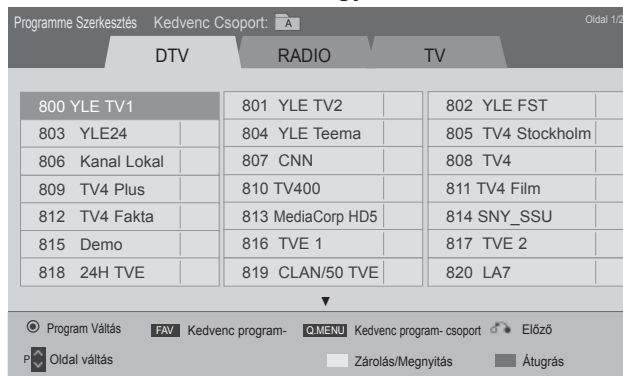 Programme Szerkesztés Kedvenc Csoport: A Oldal 1/2
DTV RADIO TV
800 YLE TV1 801 YLE TV2 802 YLE FST
803 YLE24 804 YLE Teema 805 TV4 Stockholm
806 Kanal Lokal 807 CNN 808 TV4
809 TV4 Plus 810 TV400 811 TV4 Film
812 TV4 Fakta 813 MediaCorp HD5 814 SNY_SSU
815 Demo 816 TVE 1 817 TVE 2
818 24H TVE 819 CLAN/50 TVE 820 LA7
Program Váltás FAV Kedvenc program- Q.MENU Kedvenc program- csoport Előző
P Oldal váltás Zárolás/Megnyitás Átugrás